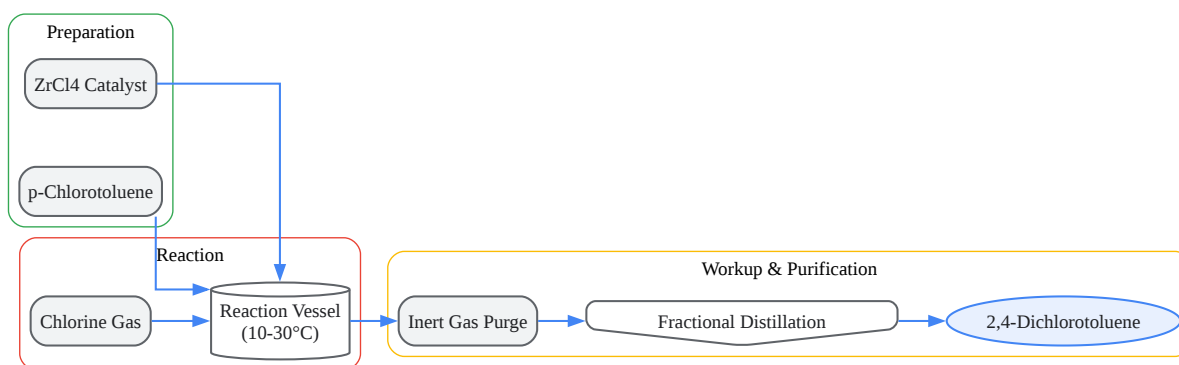 Preparation
ZrCl4 Catalyst
p-Chlorotoluene
Reaction
Chlorine Gas
Reaction Vessel
(10-30°C)
Workup & Purification
Inert Gas Purge
Fractional Distillation
2,4-Dichlorotoluene